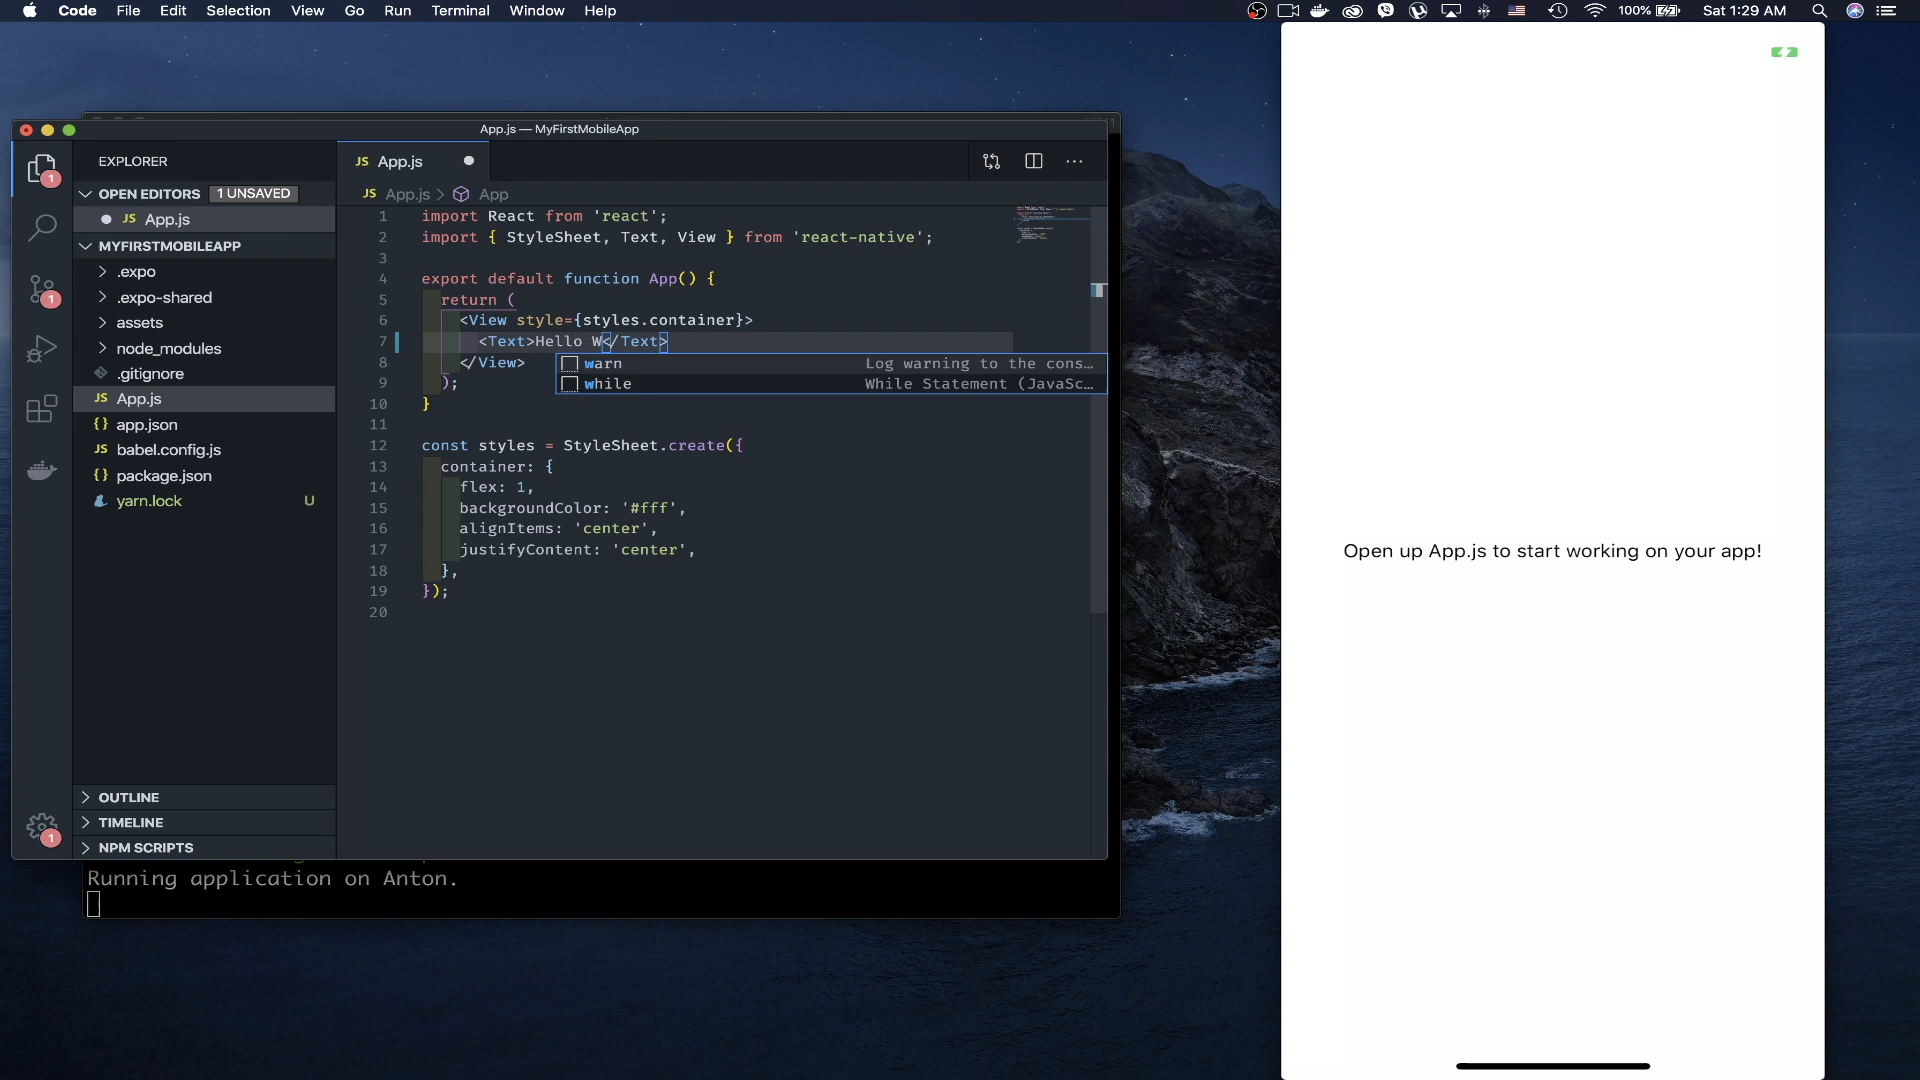 Code File Edit Selection View Go Run Terminal Window Help
100% Sat 1:29 AM
App.js — MyFirstMobileApp
EXPLORER
OPEN EDITORS 1 UNSAVED
JS App.js
MYFIRSTMOBILEAPP
.expo
.expo-shared
assets
node_modules
.gitignore
JS App.js
{} app.json
JS babel.config.js
{} package.json
yarn.lock U
OUTLINE
TIMELINE
NPM SCRIPTS
1
1
1
JS App.js
JS App.js > App
1 import React from 'react';
2 import { StyleSheet, Text, View } from 'react-native';
3
4 export default function App() {
5 return (
6 <View style={styles.container}>
7 <Text>Hello W</Text>
8 </View>
9 );
10 }
11
12 const styles = StyleSheet.create({
13 container: {
14 flex: 1,
15 backgroundColor: '#fff',
16 alignItems: 'center',
17 justifyContent: 'center',
18 },
19 });
20
warn Log warning to the cons…
while While Statement (JavaSc…
Running application on Anton.
Open up App.js to start working on your app!